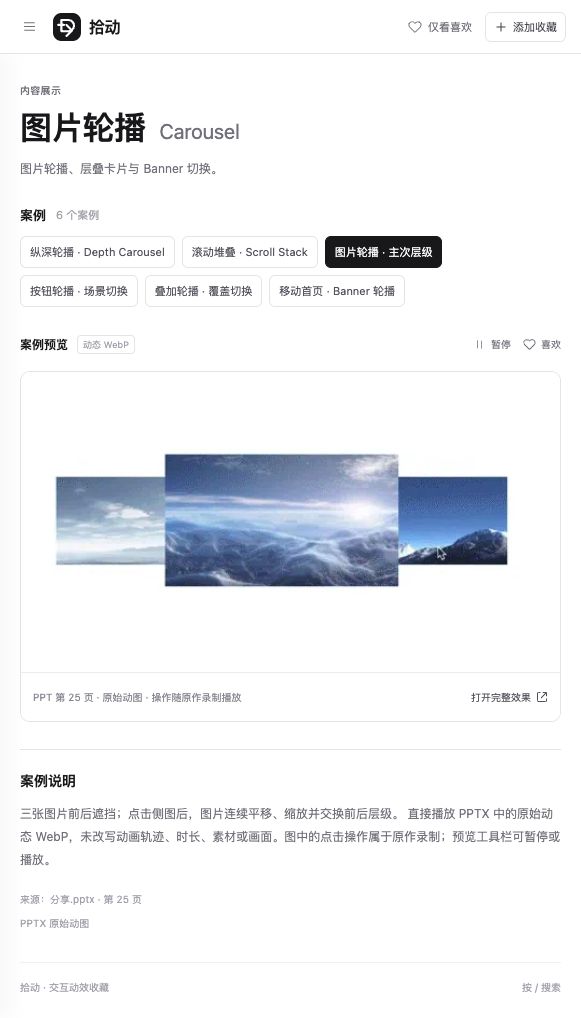 拾动
仅看喜欢
添加收藏
内容展示
图片轮播 Carousel
图片轮播、层叠卡片与 Banner 切换。
案例 6 个案例
纵深轮播 · Depth Carousel
滚动堆叠 · Scroll Stack
图片轮播 · 主次层级
按钮轮播 · 场景切换
叠加轮播 · 覆盖切换
移动首页 · Banner 轮播
案例预览 动态 WebP
暂停
喜欢
PPT 第 25 页 · 原始动图 · 操作随原作录制播放
打开完整效果
案例说明
三张图片前后遮挡；点击侧图后，图片连续平移、缩放并交换前后层级。 直接播放 PPTX 中的原始动
态 WebP，未改写动画轨迹、时长、素材或画面。图中的点击操作属于原作录制；预览工具栏可暂停或
播放。
来源：分享.pptx · 第 25 页
PPTX 原始动图
拾动 · 交互动效收藏
按 / 搜索